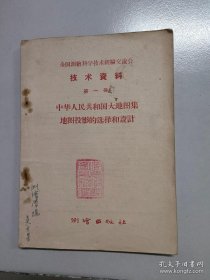 全国测绘科学技术经验交流会
技术资料
第一号
中华人民共和国大地图集
地图投影的选择和设计
测绘出版社